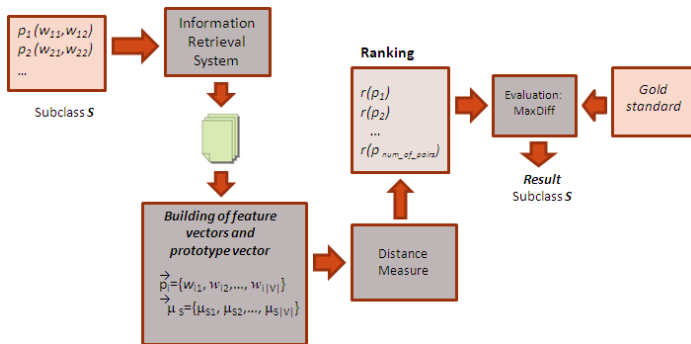 p1(w11,w12)
p2(w21,w22)
...
Subclass S
Information
Retrieval
System
Building of feature
vectors and
prototype vector
pi={wi1, wi2,..., wi|V|}
μS={μS1, μS2,..., μS|V|}
Distance
Measure
Ranking
r(p1)
r(p2)
...
r(p num_of_pairs)
Evaluation:
MaxDiff
Gold
standard
Result
Subclass S